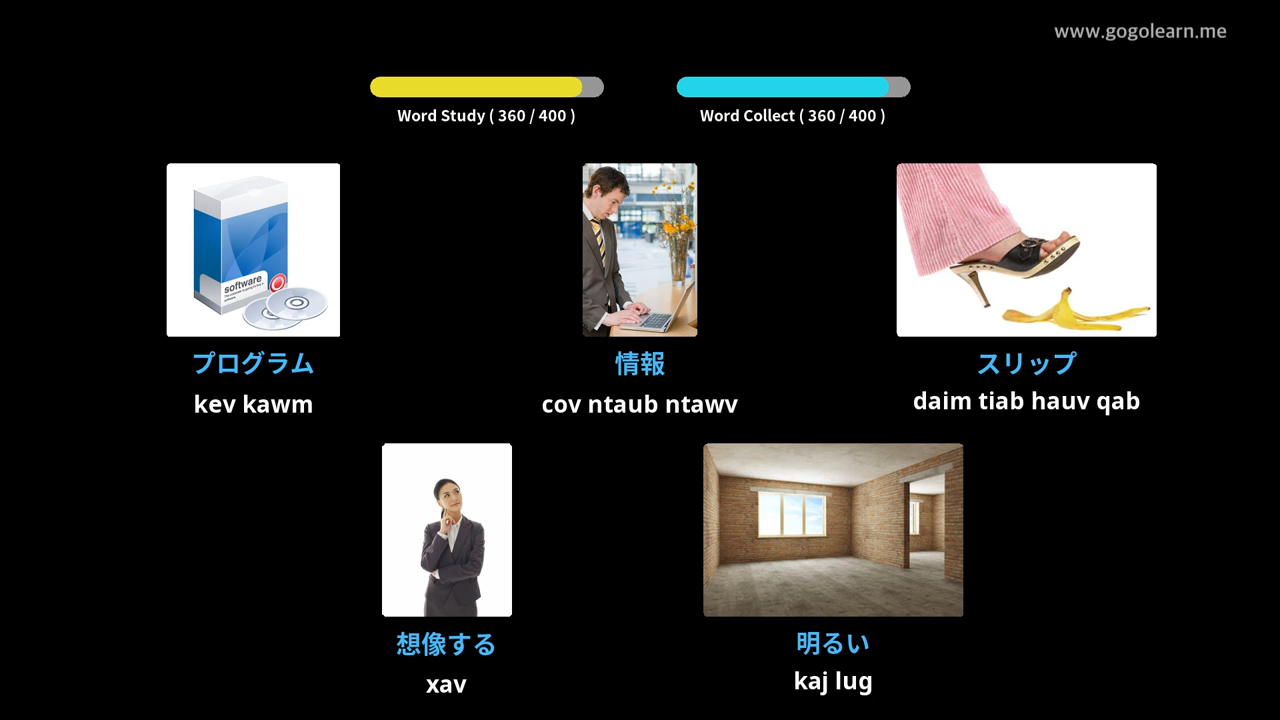 www.gogolearn.me
Word Study ( 360 / 400 )
Word Collect ( 360 / 400 )
software
プログラム
情報
スリップ
kev kawm
cov ntaub ntawv
daim tiab hauv qab
想像する
明るい
xav
kaj lug